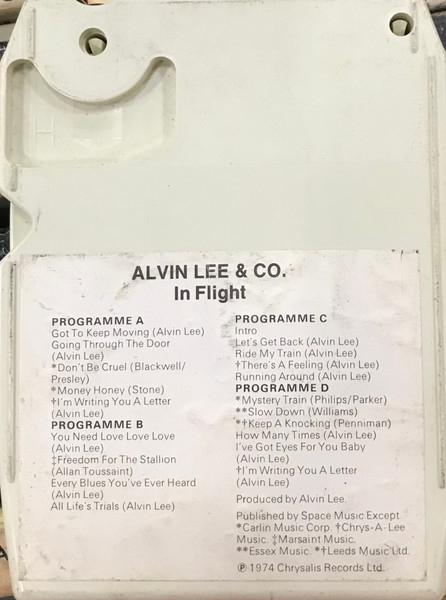 ALVIN LEE & CO.
In Flight
PROGRAMME A
Got To Keep Moving (Alvin Lee)
Going Through The Door
(Alvin Lee)
*Don't Be Cruel (Blackwell/
Presley)
*Money Honey (Stone)
†I'm Writing You A Letter
(Alvin Lee)
PROGRAMME B
You Need Love Love Love
(Alvin Lee)
‡Freedom For The Stallion
(Allan Toussaint)
Every Blues You've Ever Heard
(Alvin Lee)
All Life's Trials (Alvin Lee)
PROGRAMME C
Intro
Let's Get Back (Alvin Lee)
Ride My Train (Alvin Lee)
†There's A Feeling (Alvin Lee)
Running Around (Alvin Lee)
PROGRAMME D
*Mystery Train (Philips/Parker)
**Slow Down (Williams)
*†Keep A Knocking (Penniman)
How Many Times (Alvin Lee)
I've Got Eyes For You Baby
(Alvin Lee)
†I'm Writing You A Letter
(Alvin Lee)
Produced by Alvin Lee.
Published by Space Music Except
*Carlin Music Corp. †Chrys-A-Lee
Music. ‡Marsaint Music.
**Essex Music. *†Leeds Music Ltd.
℗ 1974 Chrysalis Records Ltd.